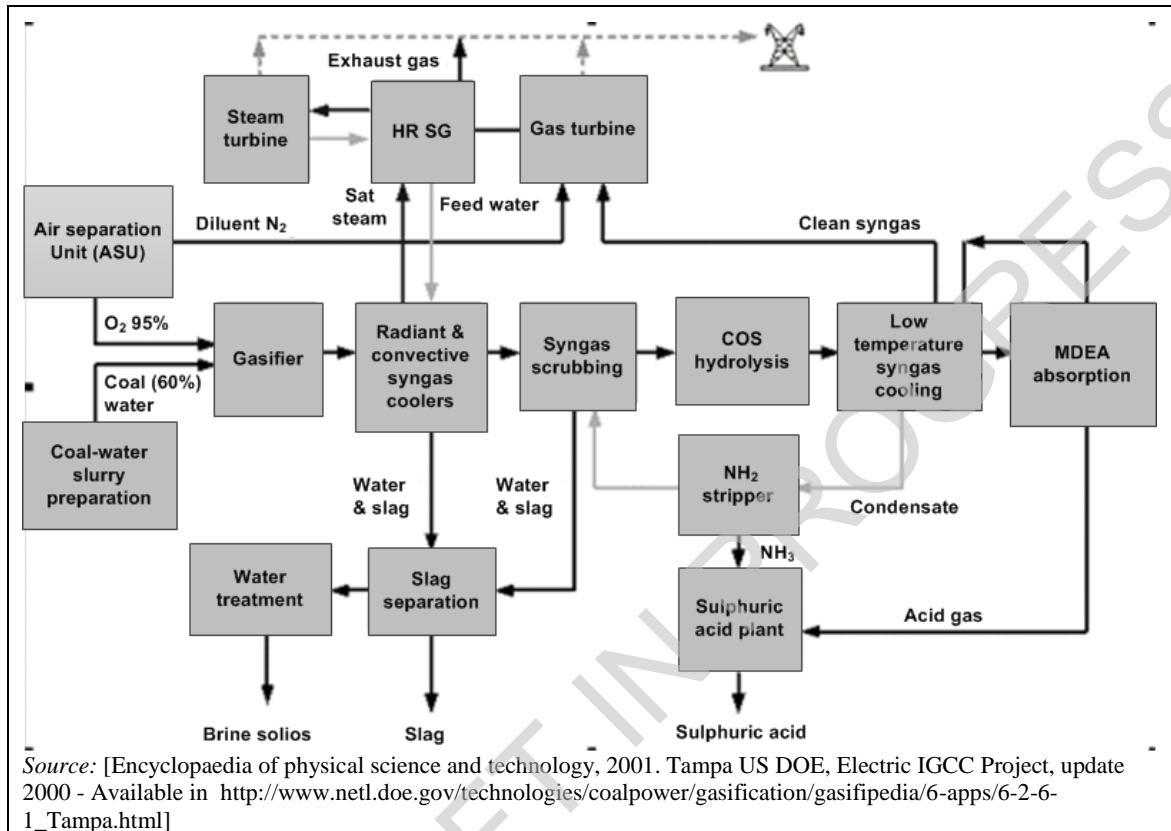 Exhaust gas
Steam
turbine
HR SG
Gas turbine
Sat
steam
Feed water
Air separation
Unit (ASU)
Diluent N₂
Clean syngas
O₂ 95%
Coal (60%)
water
Gasifier
Radiant &
convective
syngas
coolers
Syngas
scrubbing
COS
hydrolysis
Low
temperature
syngas
cooling
MDEA
absorption
Coal-water
slurry
preparation
Water
& slag
Water
& slag
NH₂
stripper
Condensate
NH₃
Water
treatment
Slag
separation
Sulphuric
acid plant
Acid gas
Brine solios
Slag
Sulphuric acid
Source: [Encyclopaedia of physical science and technology, 2001. Tampa US DOE, Electric IGCC Project, update
2000 - Available in http://www.netl.doe.gov/technologies/coalpower/gasification/gasifipedia/6-apps/6-2-6-
1_Tampa.html]
ET IN PROGRESS